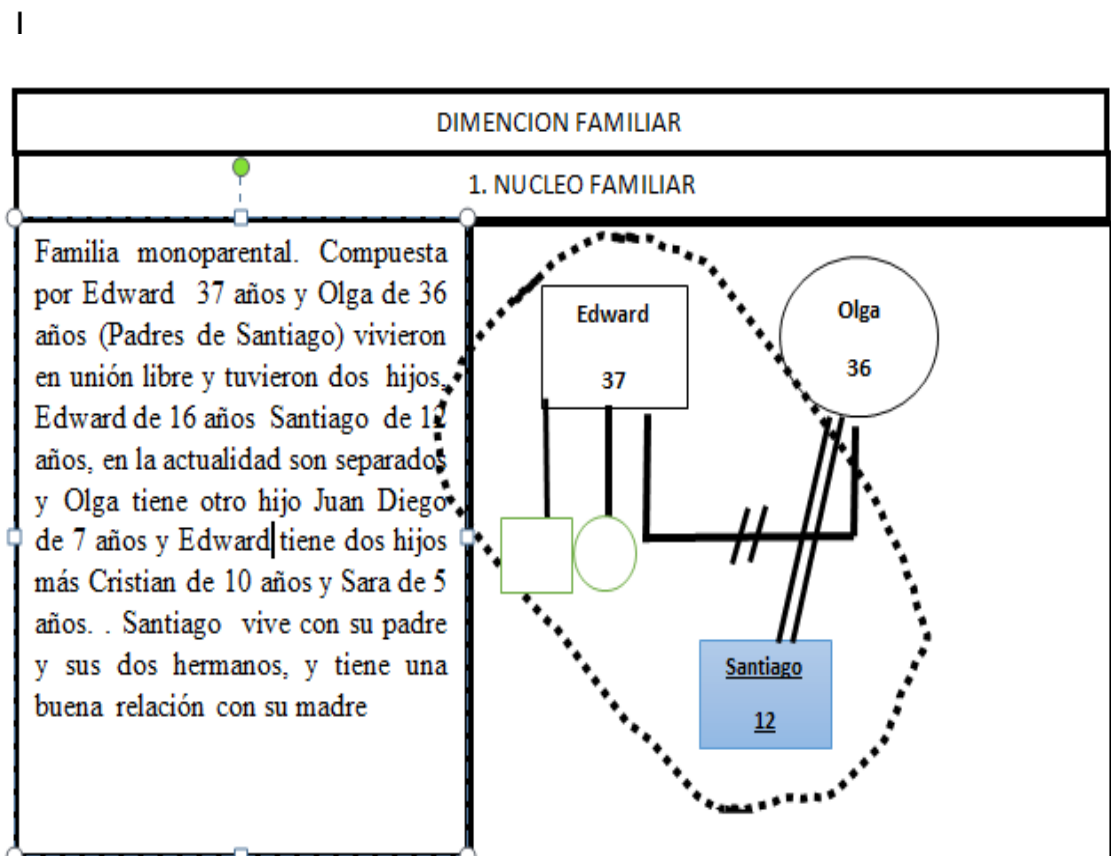 DIMENCION FAMILIAR
1. NUCLEO FAMILIAR
Familia monoparental. Compuesta
por Edward 37 años y Olga de 36
años (Padres de Santiago) vivieron
en unión libre y tuvieron dos hijos,
Edward de 16 años Santiago de 12
años, en la actualidad son separados
y Olga tiene otro hijo Juan Diego
de 7 años y Edward tiene dos hijos
más Cristian de 10 años y Sara de 5
años. . Santiago vive con su padre
y sus dos hermanos, y tiene una
buena relación con su madre
Edward
37
Olga
36
Santiago
12